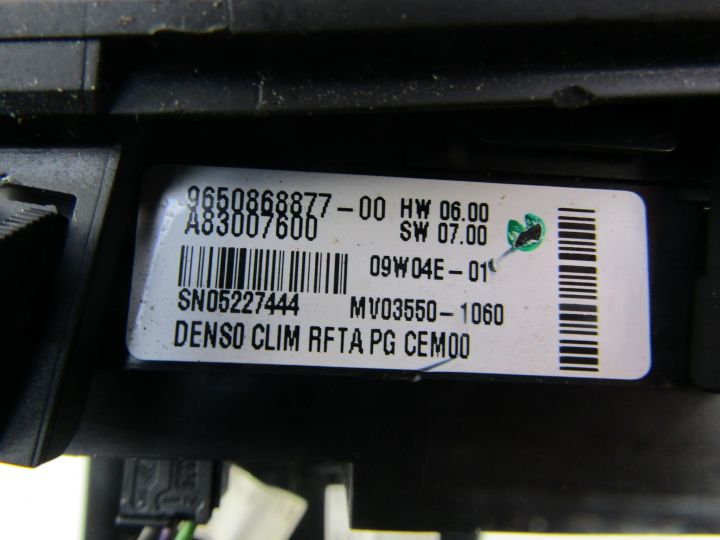 9650868877-00 HW 06.00
A83007600 SW 07.00
09W04E-01
SN05227444 MV03550-1060
DENSO CLIM RFTA PG CEM00